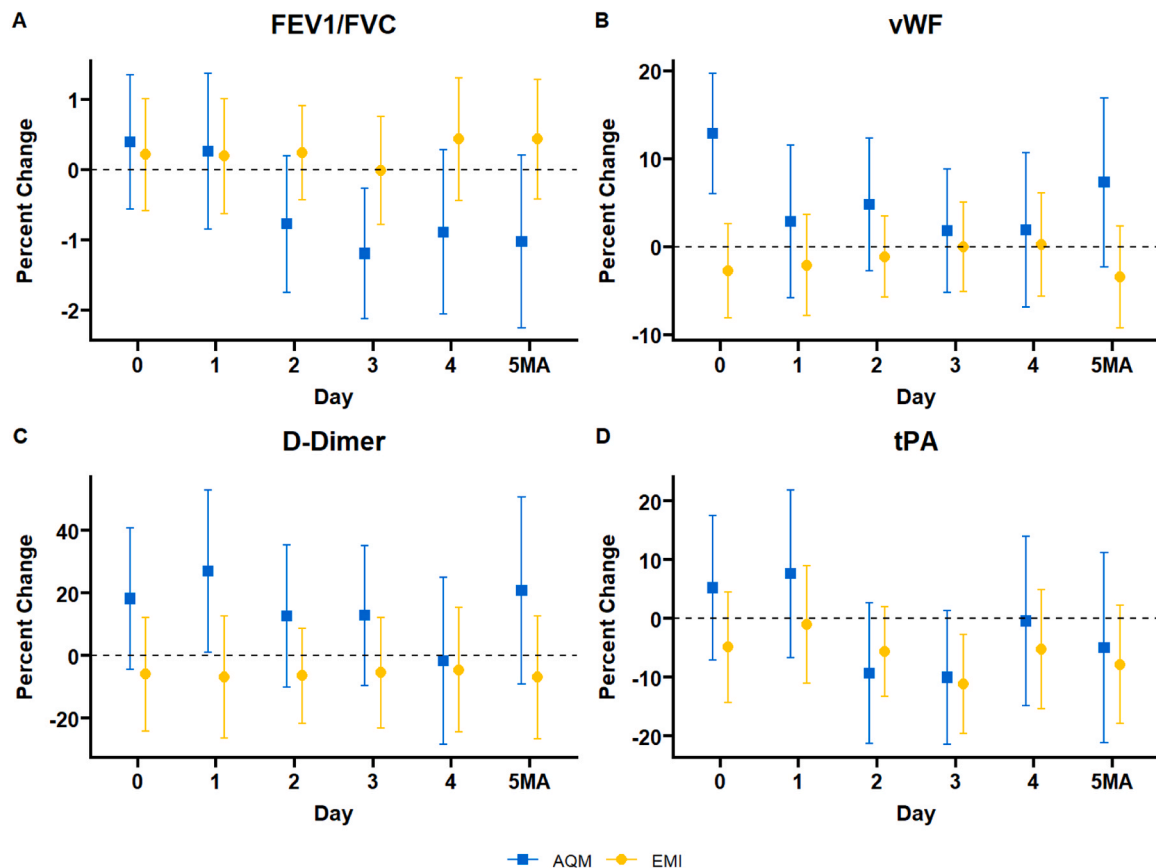 A FEV1/FVC
Percent Change
1
0
-1
-2
0 1 2 3 4 5MA
Day
B vWF
Percent Change
20
10
0
-10
0 1 2 3 4 5MA
Day
C D-Dimer
Percent Change
40
20
0
-20
0 1 2 3 4 5MA
Day
D tPA
Percent Change
20
10
0
-10
-20
0 1 2 3 4 5MA
Day
AQM EMI